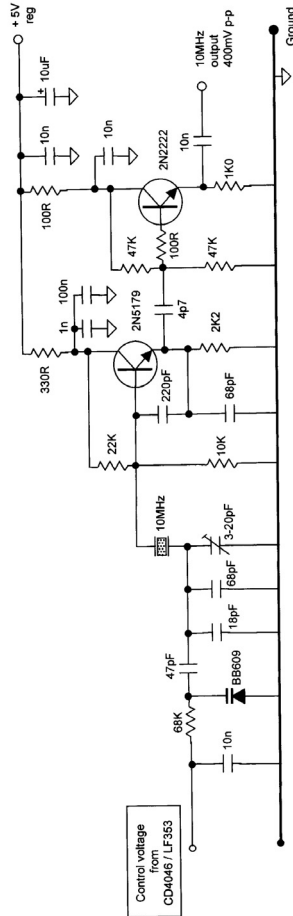 + 5V
reg
10uF
+
10n
10n
100R
2N2222
10MHz
output
400mV p-p
10n
1K0
47K
100R
47K
100n
1n
330R
2N5179
4p7
2K2
220pF
68pF
22K
10K
10MHz
3-20pF
68pF
18pF
47pF
BB609
68K
10n
Control voltage
from
CD4046 / LF353
Ground